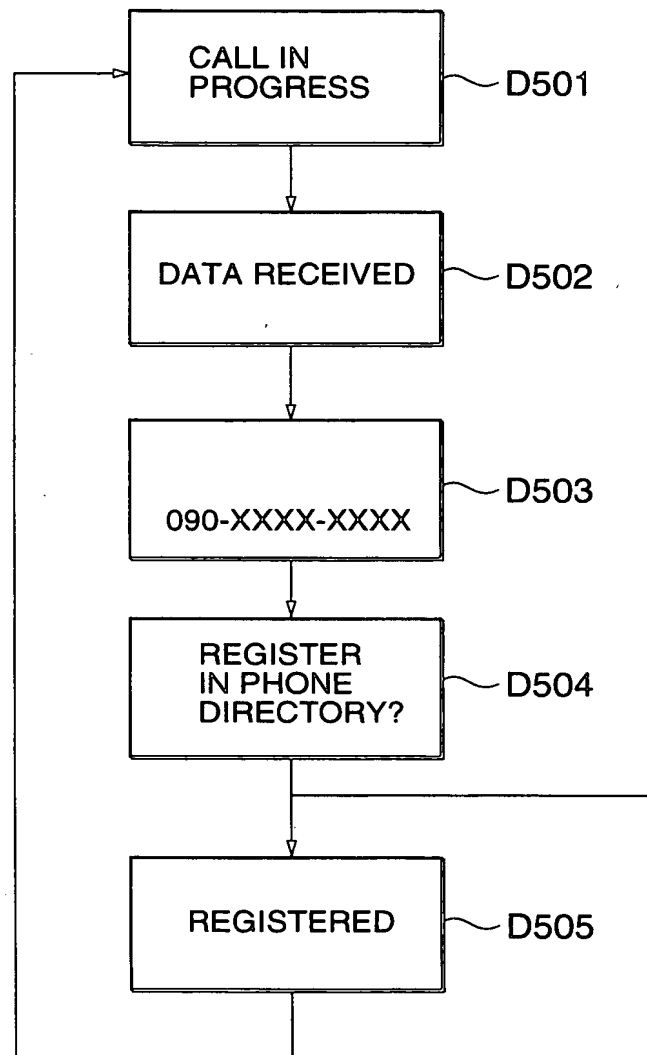 CALL IN
PROGRESS
D501
DATA RECEIVED
D502
090-XXXX-XXXX
D503
REGISTER
IN PHONE
DIRECTORY?
D504
REGISTERED
D505